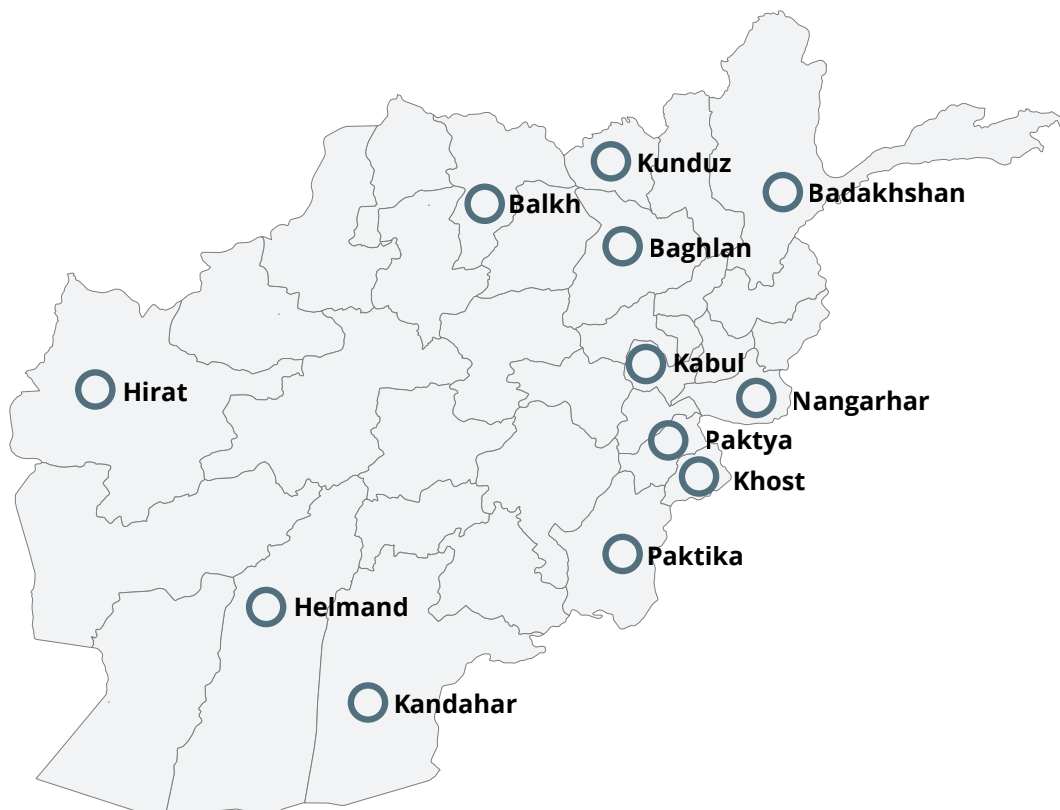 Kunduz
Badakhshan
Balkh
Baghlan
Kabul
Hirat
Nangarhar
Paktya
Khost
Paktika
Helmand
Kandahar